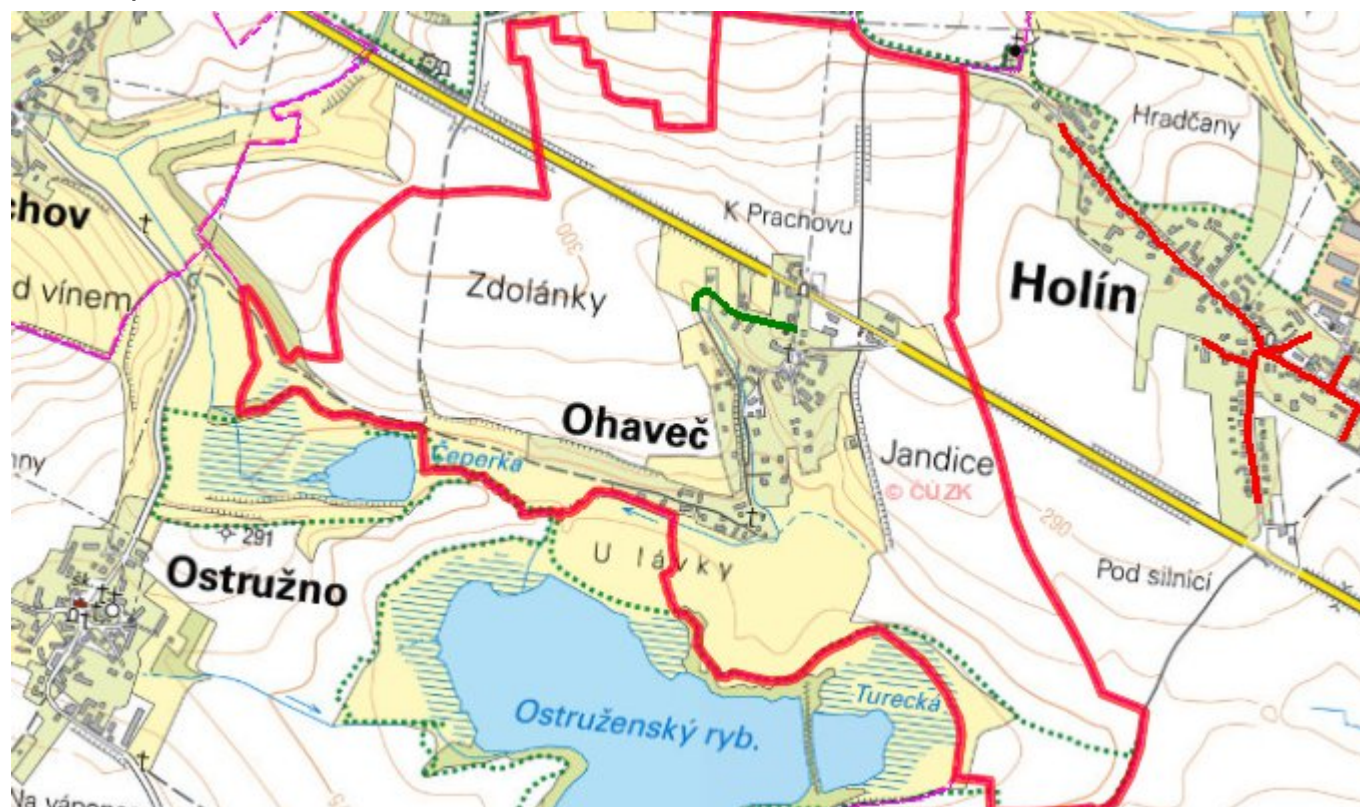 Hradčany
chov
K Prachovu
d vínem
Zdolánky
300
Holín
Ohaveč
Jandice
© ČÚZK
Čeperka
nny
291
290
U lávky
Pod silnicí
Ostružno
šk
Turecká
Ostruženský ryb.
Na vápen